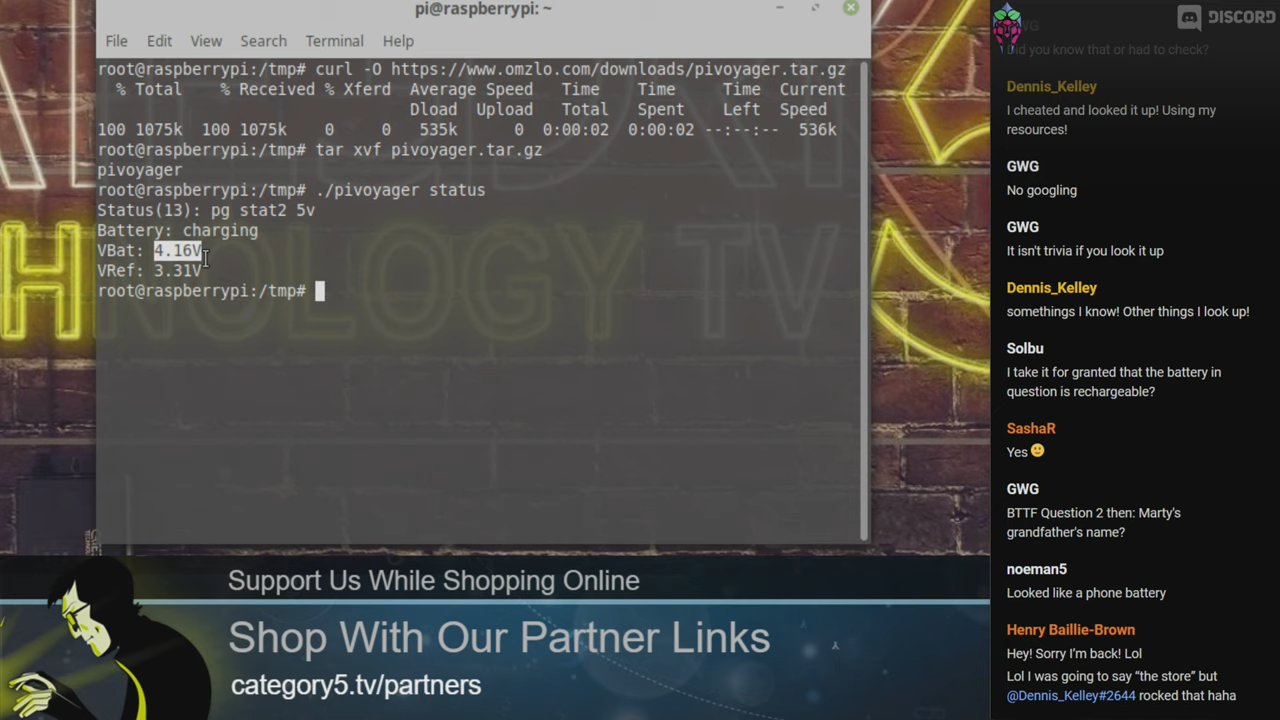 pi@raspberrypi: ~
File Edit View Search Terminal Help
root@raspberrypi:/tmp# curl -O https://www.omzlo.com/downloads/pivoyager.tar.gz
% Total % Received % Xferd Average Speed Time Time Time Current
Dload Upload Total Spent Left Speed
100 1075k 100 1075k 0 0 535k 0 0:00:02 0:00:02 --:--:-- 536k
root@raspberrypi:/tmp# tar xvf pivoyager.tar.gz
pivoyager
root@raspberrypi:/tmp# ./pivoyager status
Status(13): pg stat2 5v
Battery: charging
VBat: 4.16V
VRef: 3.31V
root@raspberrypi:/tmp#
HNOLOGY TV
Support Us While Shopping Online
Shop With Our Partner Links
category5.tv/partners
DISCORD
GWG
Did you know that or had to check?
Dennis_Kelley
I cheated and looked it up! Using my
resources!
GWG
No googling
GWG
It isn't trivia if you look it up
Dennis_Kelley
somethings I know! Other things I look up!
Solbu
I take it for granted that the battery in
question is rechargeable?
SashaR
Yes 🙂
GWG
BTTF Question 2 then: Marty's
grandfather's name?
noeman5
Looked like a phone battery
Henry Baillie-Brown
Hey! Sorry I'm back! Lol
Lol I was going to say “the store” but
@Dennis_Kelley#2644 rocked that haha